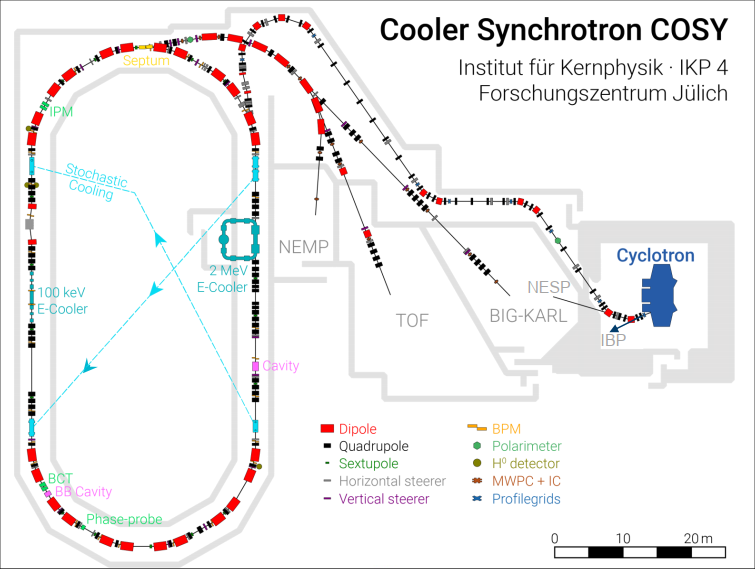 Cooler Synchrotron COSY
Institut für Kernphysik · IKP 4
Forschungszentrum Jülich
Septum
IPM
Stochastic
Cooling
NEMP
2 MeV
E-Cooler
100 keV
E-Cooler
TOF
BIG-KARL
NESP
Cyclotron
IBP
Cavity
BCT
BB Cavity
Phase-probe
Dipole
Quadrupole
Sextupole
Horizontal steerer
Vertical steerer
BPM
Polarimeter
H⁰ detector
MWPC + IC
Profilegrids
0 10 20 m